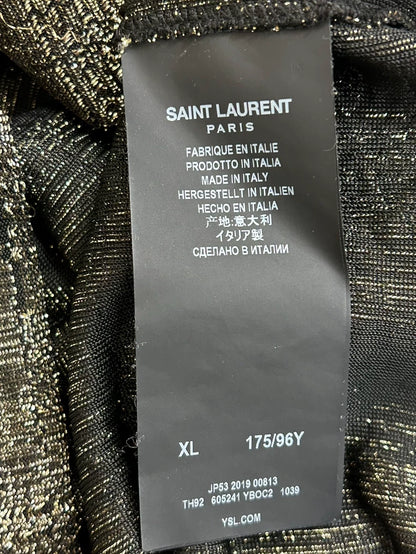 SAINT LAURENT
PARIS
FABRIQUE EN ITALIE
PRODOTTO IN ITALIA
MADE IN ITALY
HERGESTELLT IN ITALIEN
HECHO EN ITALIA
产地:意大利
イタリア製
СДЕЛАНО В ИТАЛИИ
XL 175/96Y
JP53 2019 00813
TH92 605241 YBOC2 1039
YSL.COM